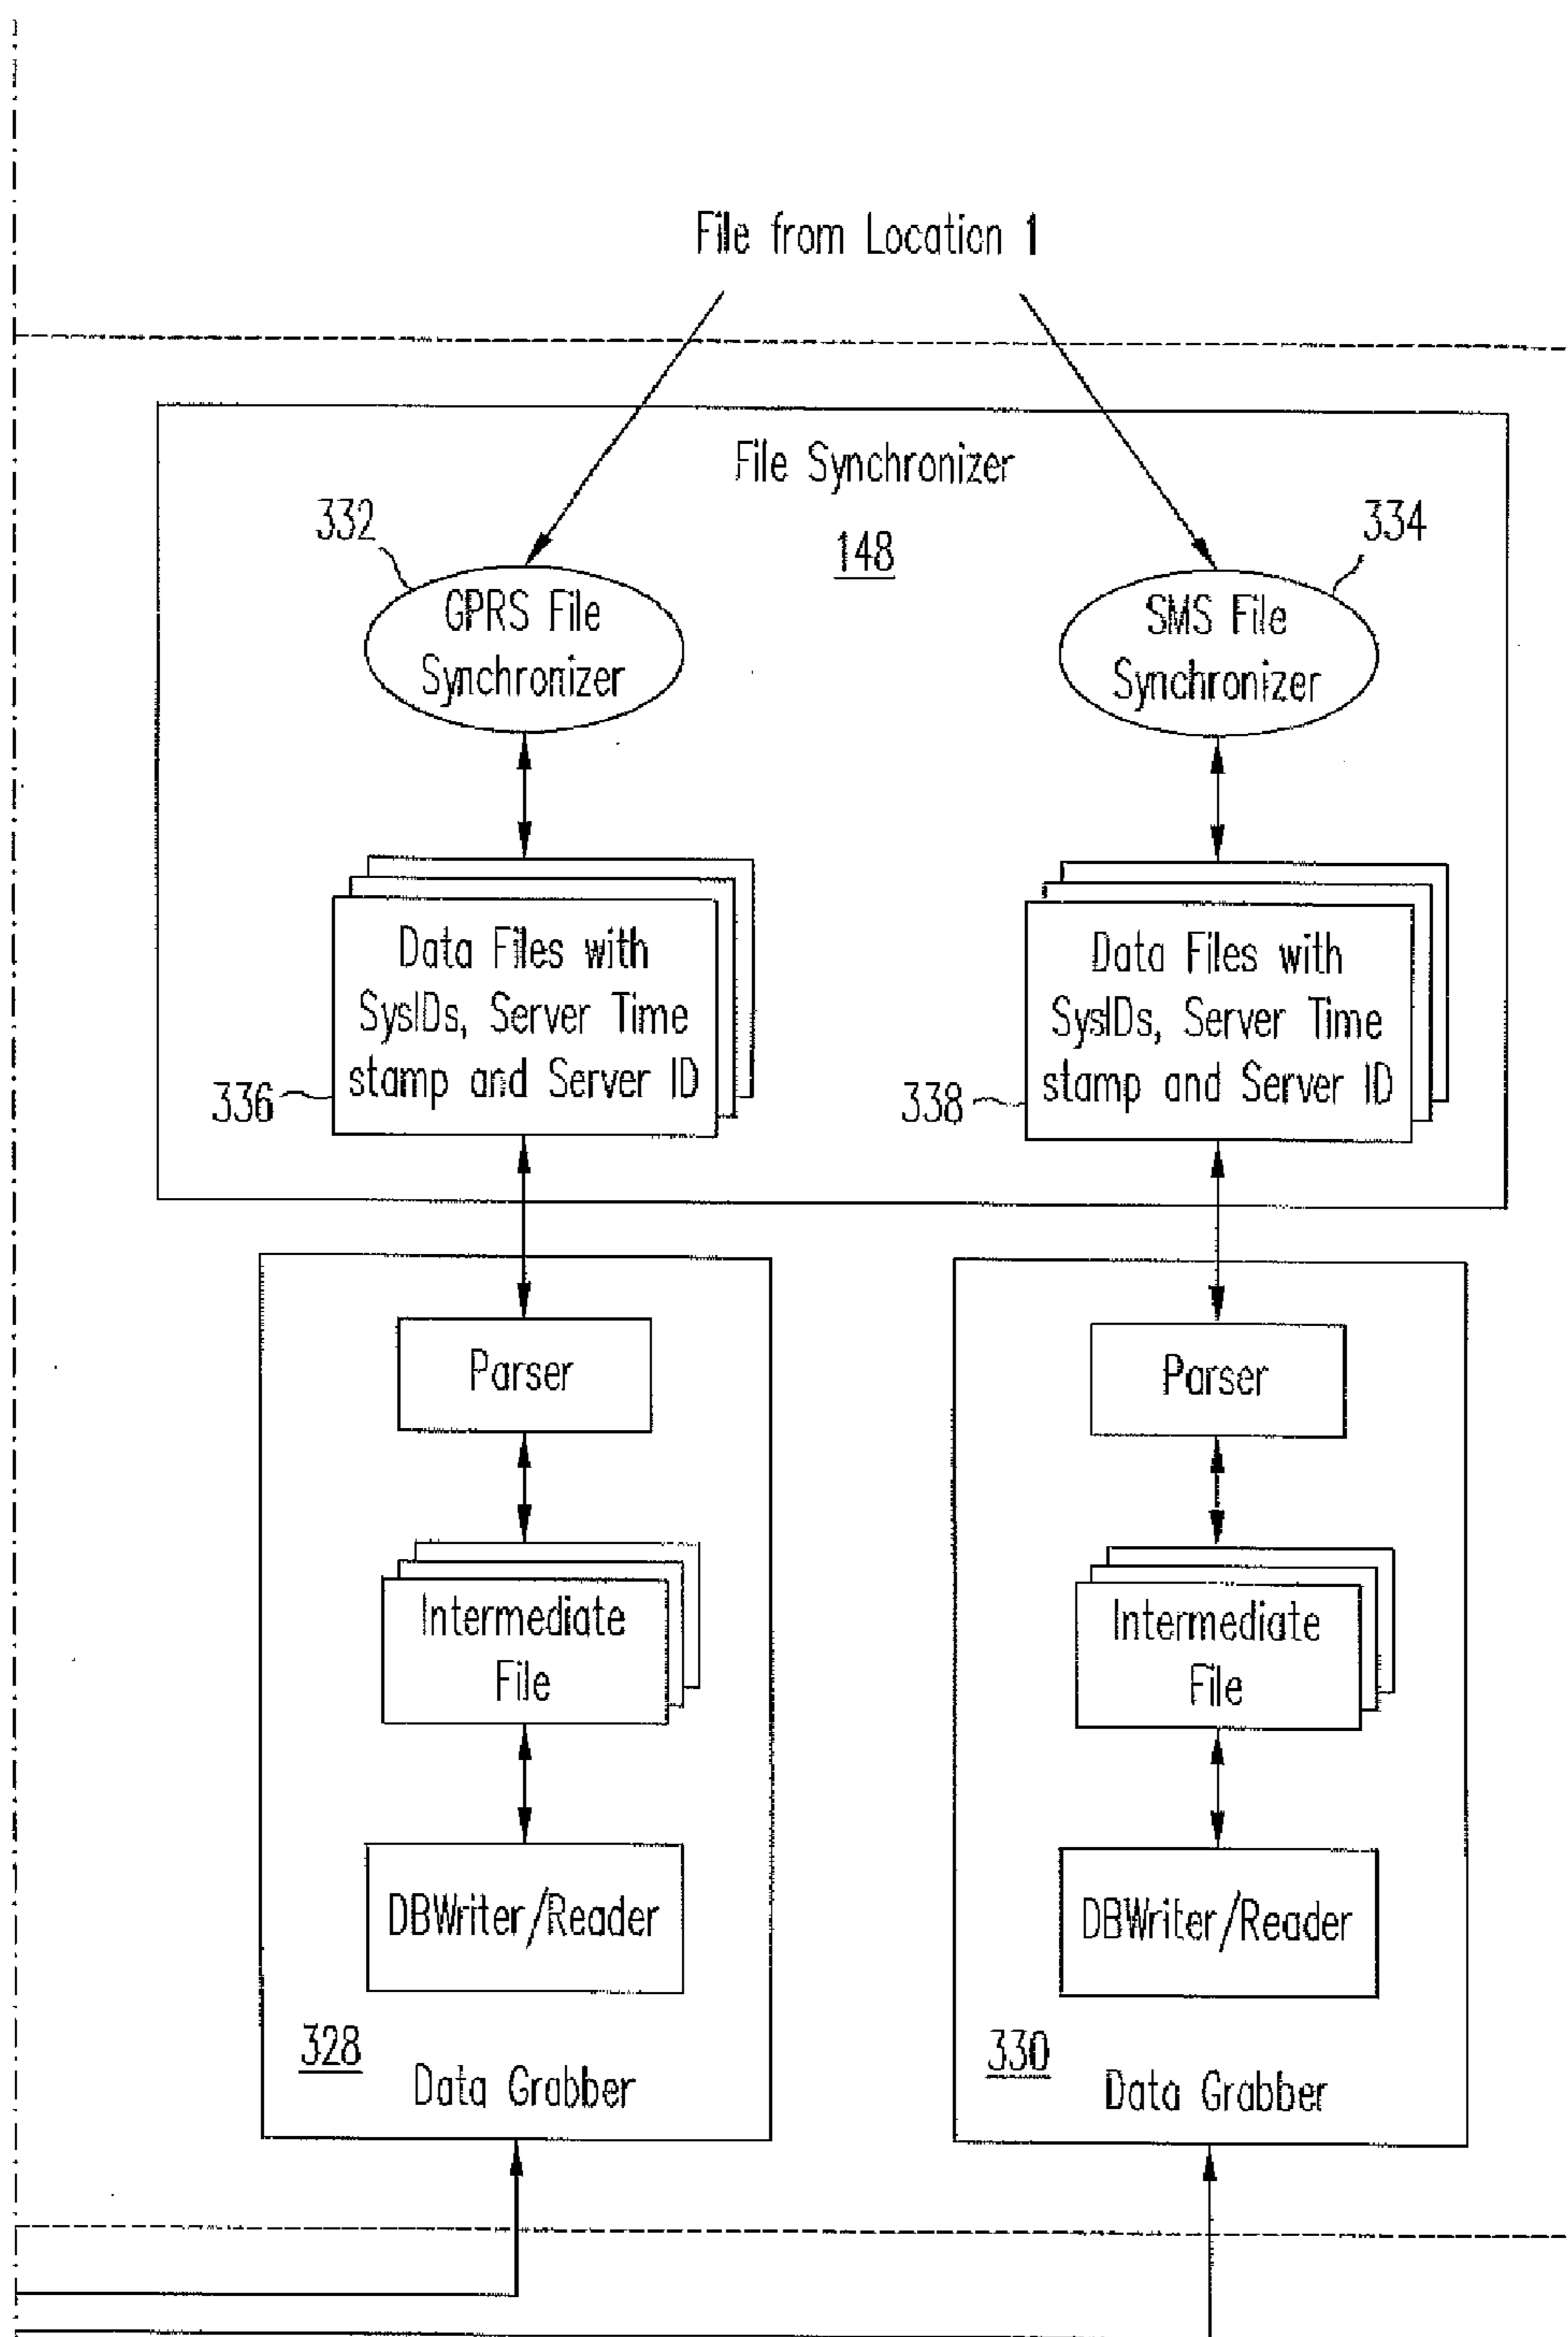 File from Location 1
File Synchronizer
148
332
GPRS File
Synchronizer
334
SMS File
Synchronizer
Data Files with
SysIDs, Server Time
stamp and Server ID
336
Data Files with
SysIDs, Server Time
stamp and Server ID
338
Parser
Intermediate
File
DBWriter/Reader
328
Data Grabber
Parser
Intermediate
File
DBWriter/Reader
330
Data Grabber